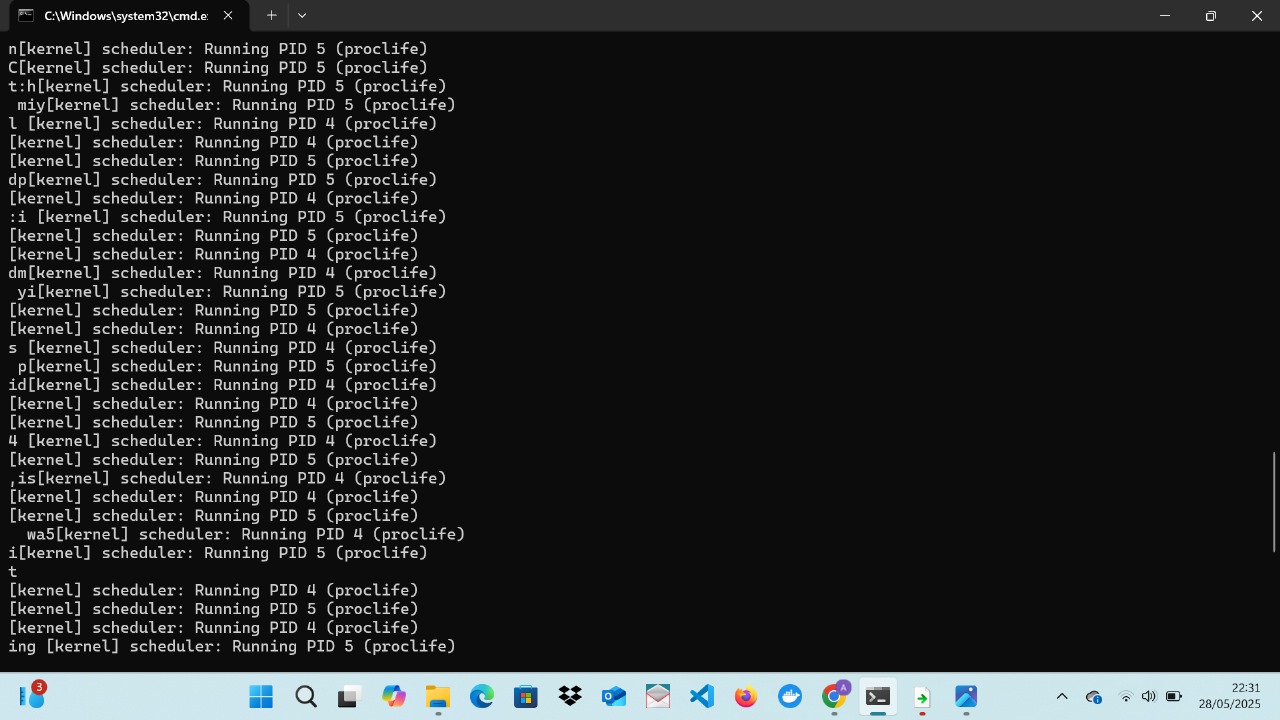 C:\Windows\system32\cmd.e
n[kernel] scheduler: Running PID 5 (proclife)
C[kernel] scheduler: Running PID 5 (proclife)
t:h[kernel] scheduler: Running PID 5 (proclife)
 miy[kernel] scheduler: Running PID 5 (proclife)
l [kernel] scheduler: Running PID 4 (proclife)
[kernel] scheduler: Running PID 4 (proclife)
[kernel] scheduler: Running PID 5 (proclife)
dp[kernel] scheduler: Running PID 5 (proclife)
[kernel] scheduler: Running PID 4 (proclife)
:i [kernel] scheduler: Running PID 5 (proclife)
[kernel] scheduler: Running PID 5 (proclife)
[kernel] scheduler: Running PID 4 (proclife)
dm[kernel] scheduler: Running PID 4 (proclife)
 yi[kernel] scheduler: Running PID 5 (proclife)
[kernel] scheduler: Running PID 5 (proclife)
[kernel] scheduler: Running PID 4 (proclife)
s [kernel] scheduler: Running PID 4 (proclife)
 p[kernel] scheduler: Running PID 5 (proclife)
id[kernel] scheduler: Running PID 4 (proclife)
[kernel] scheduler: Running PID 4 (proclife)
[kernel] scheduler: Running PID 5 (proclife)
4 [kernel] scheduler: Running PID 4 (proclife)
[kernel] scheduler: Running PID 5 (proclife)
,is[kernel] scheduler: Running PID 4 (proclife)
[kernel] scheduler: Running PID 4 (proclife)
[kernel] scheduler: Running PID 5 (proclife)
  wa5[kernel] scheduler: Running PID 4 (proclife)
i[kernel] scheduler: Running PID 5 (proclife)
t
[kernel] scheduler: Running PID 4 (proclife)
[kernel] scheduler: Running PID 5 (proclife)
[kernel] scheduler: Running PID 4 (proclife)
ing [kernel] scheduler: Running PID 5 (proclife)
3
A
22:31
28/05/2025